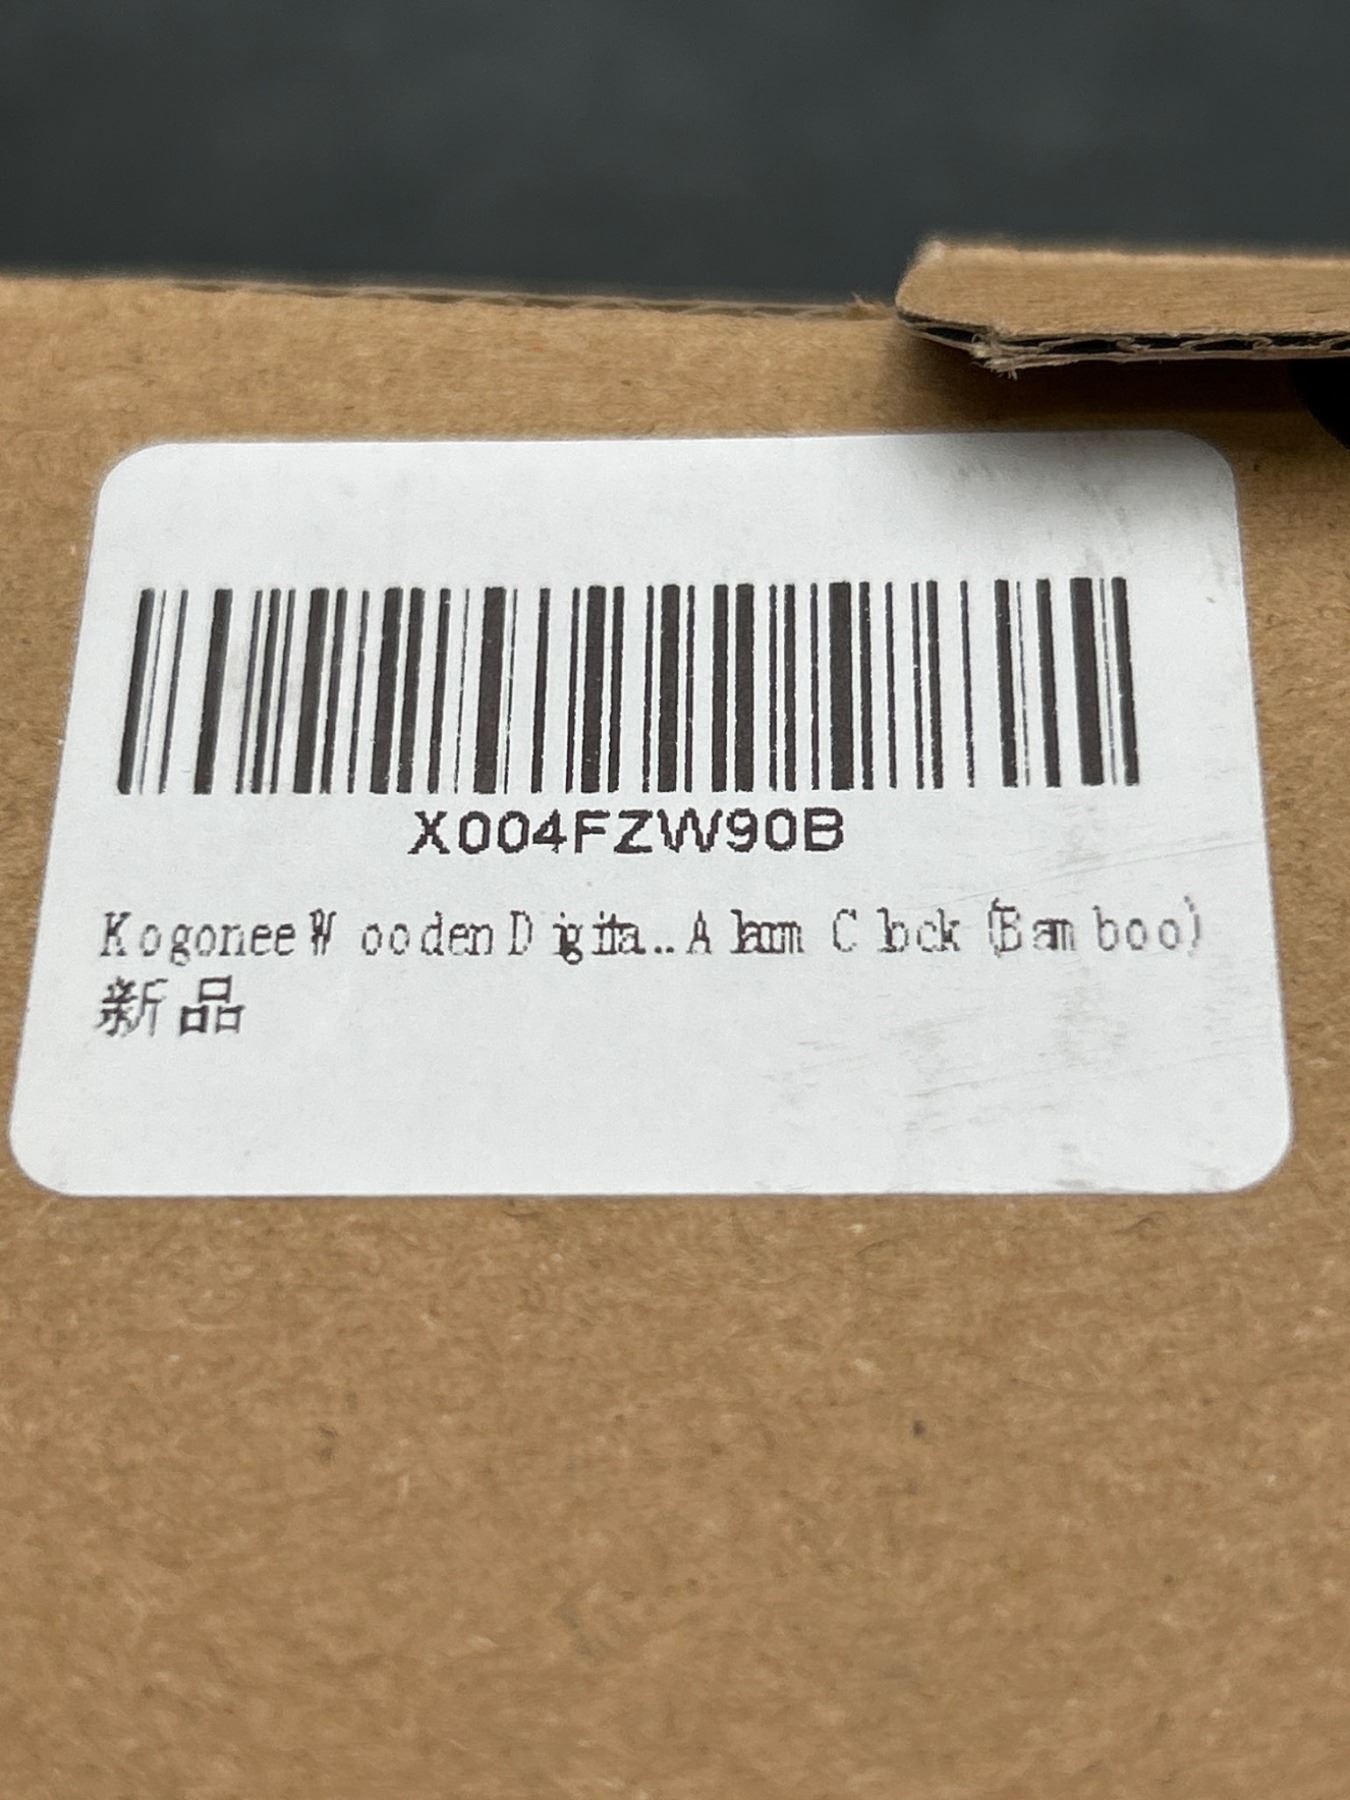 X004FZW90B
Kogonee Wooden Digita...Alarm Clock (Bamboo)
新品